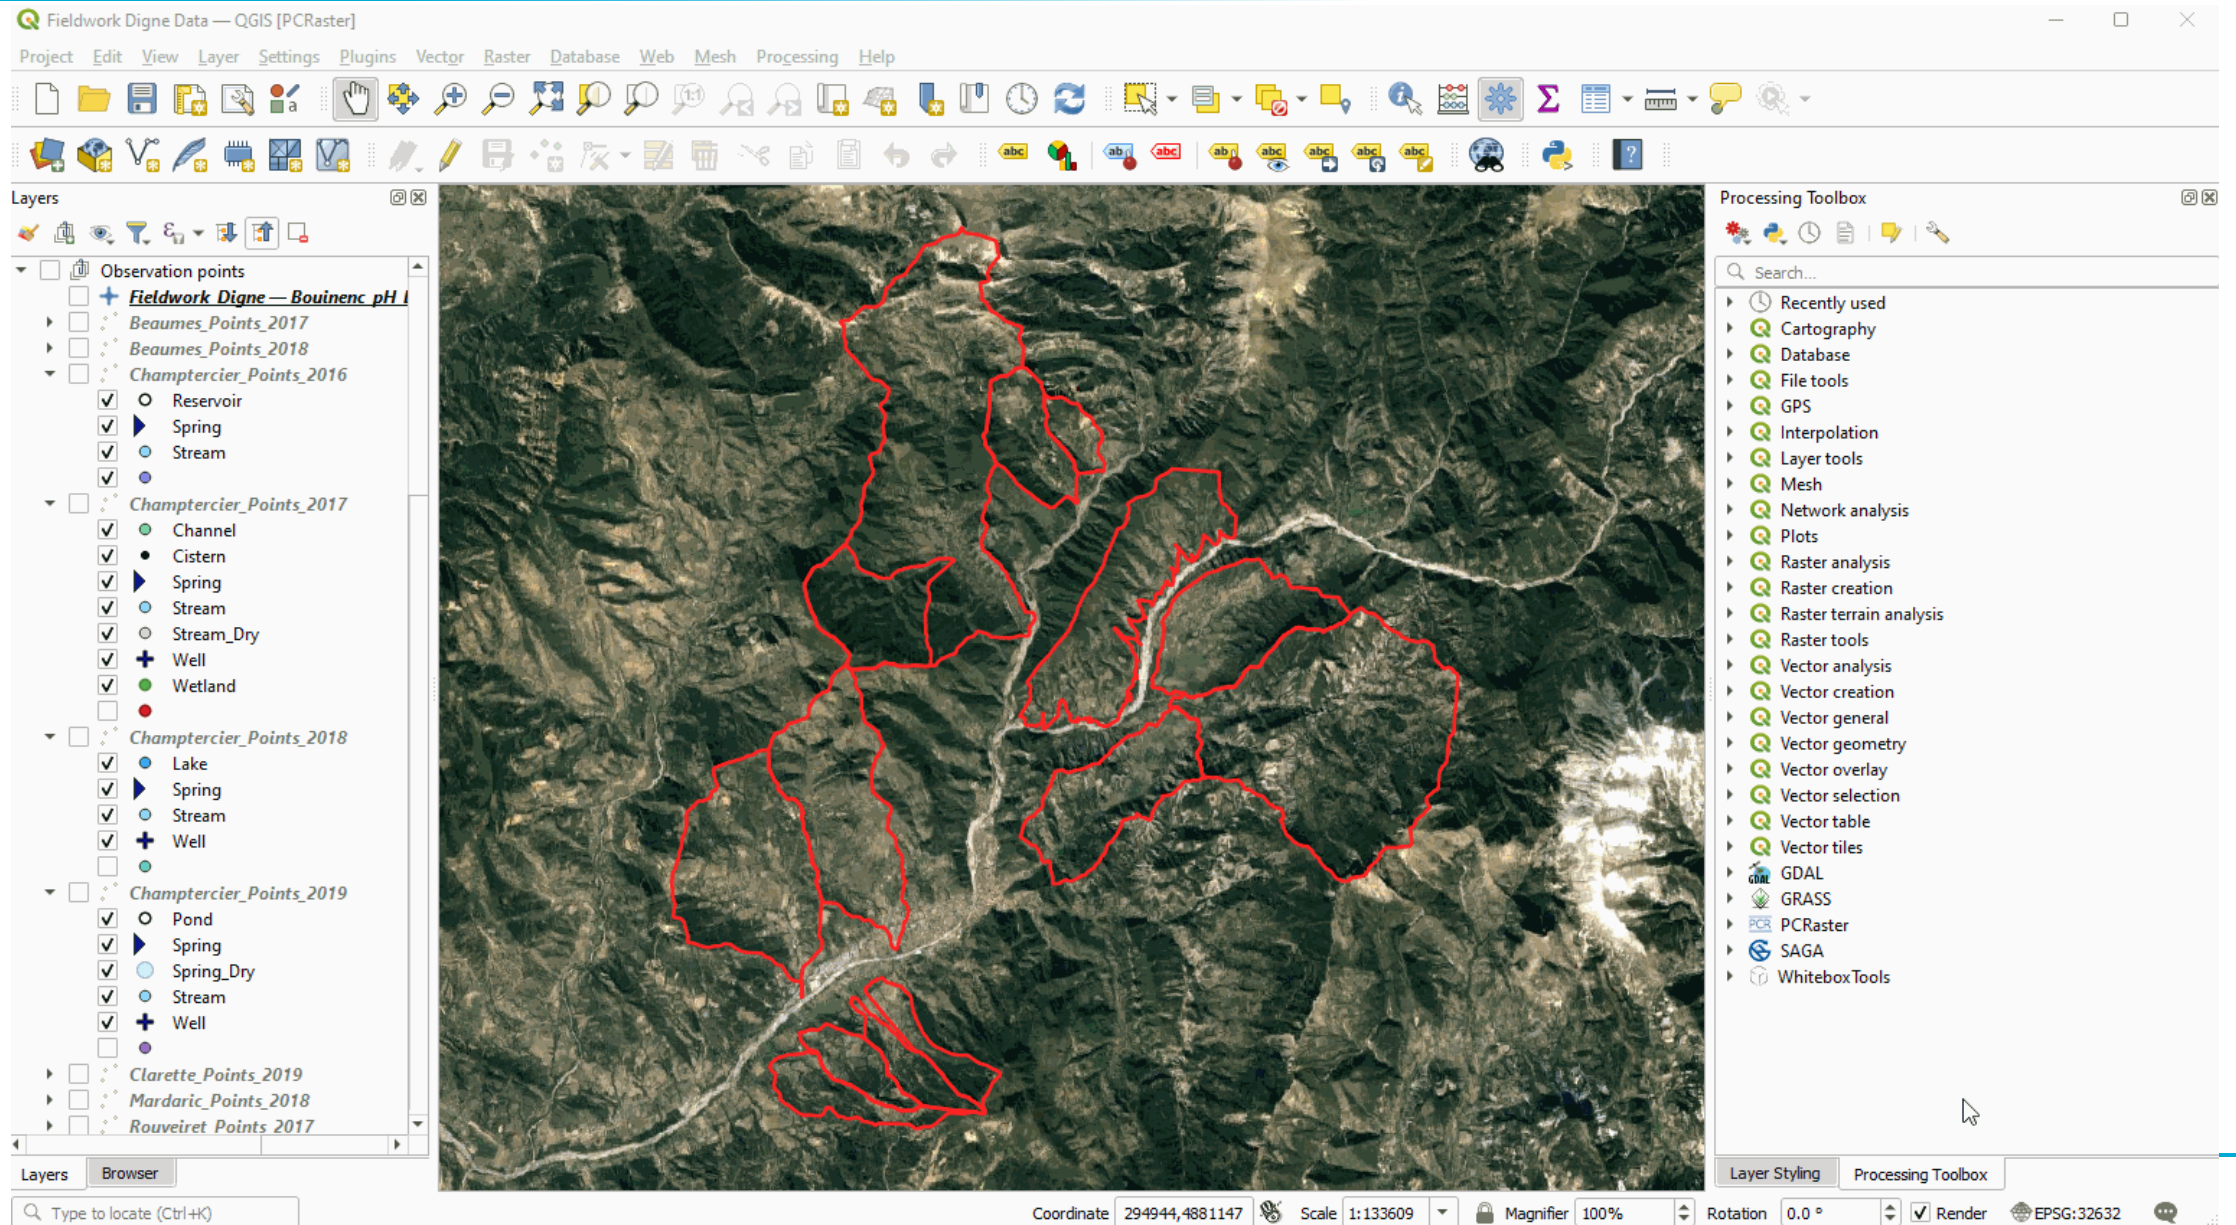 Fieldwork Digne Data — QGIS [PCRaster]
Project Edit View Layer Settings Plugins Vector Raster Database Web Mesh Processing Help
Layers
Observation points
Fieldwork_Digne — Bouinenc_pH_
Beaumes_Points_2017
Beaumes_Points_2018
Champtercier_Points_2016
Reservoir
Spring
Stream
Champtercier_Points_2017
Channel
Cistern
Spring
Stream
Stream_Dry
Well
Wetland
Champtercier_Points_2018
Lake
Spring
Stream
Well
Champtercier_Points_2019
Pond
Spring
Spring_Dry
Stream
Well
Clarette_Points_2019
Mardaric_Points_2018
Rouveiret_Points_2017
Layers Browser
Processing Toolbox
Search...
Recently used
Cartography
Database
File tools
GPS
Interpolation
Layer tools
Mesh
Network analysis
Plots
Raster analysis
Raster creation
Raster terrain analysis
Raster tools
Vector analysis
Vector creation
Vector general
Vector geometry
Vector overlay
Vector selection
Vector table
Vector tiles
GDAL
GRASS
PCRaster
SAGA
WhiteboxTools
Layer Styling Processing Toolbox
Type to locate (Ctrl+K) Coordinate 294944,4881147 Scale 1:133609 Magnifier 100% Rotation 0.0 ° Render EPSG:32632